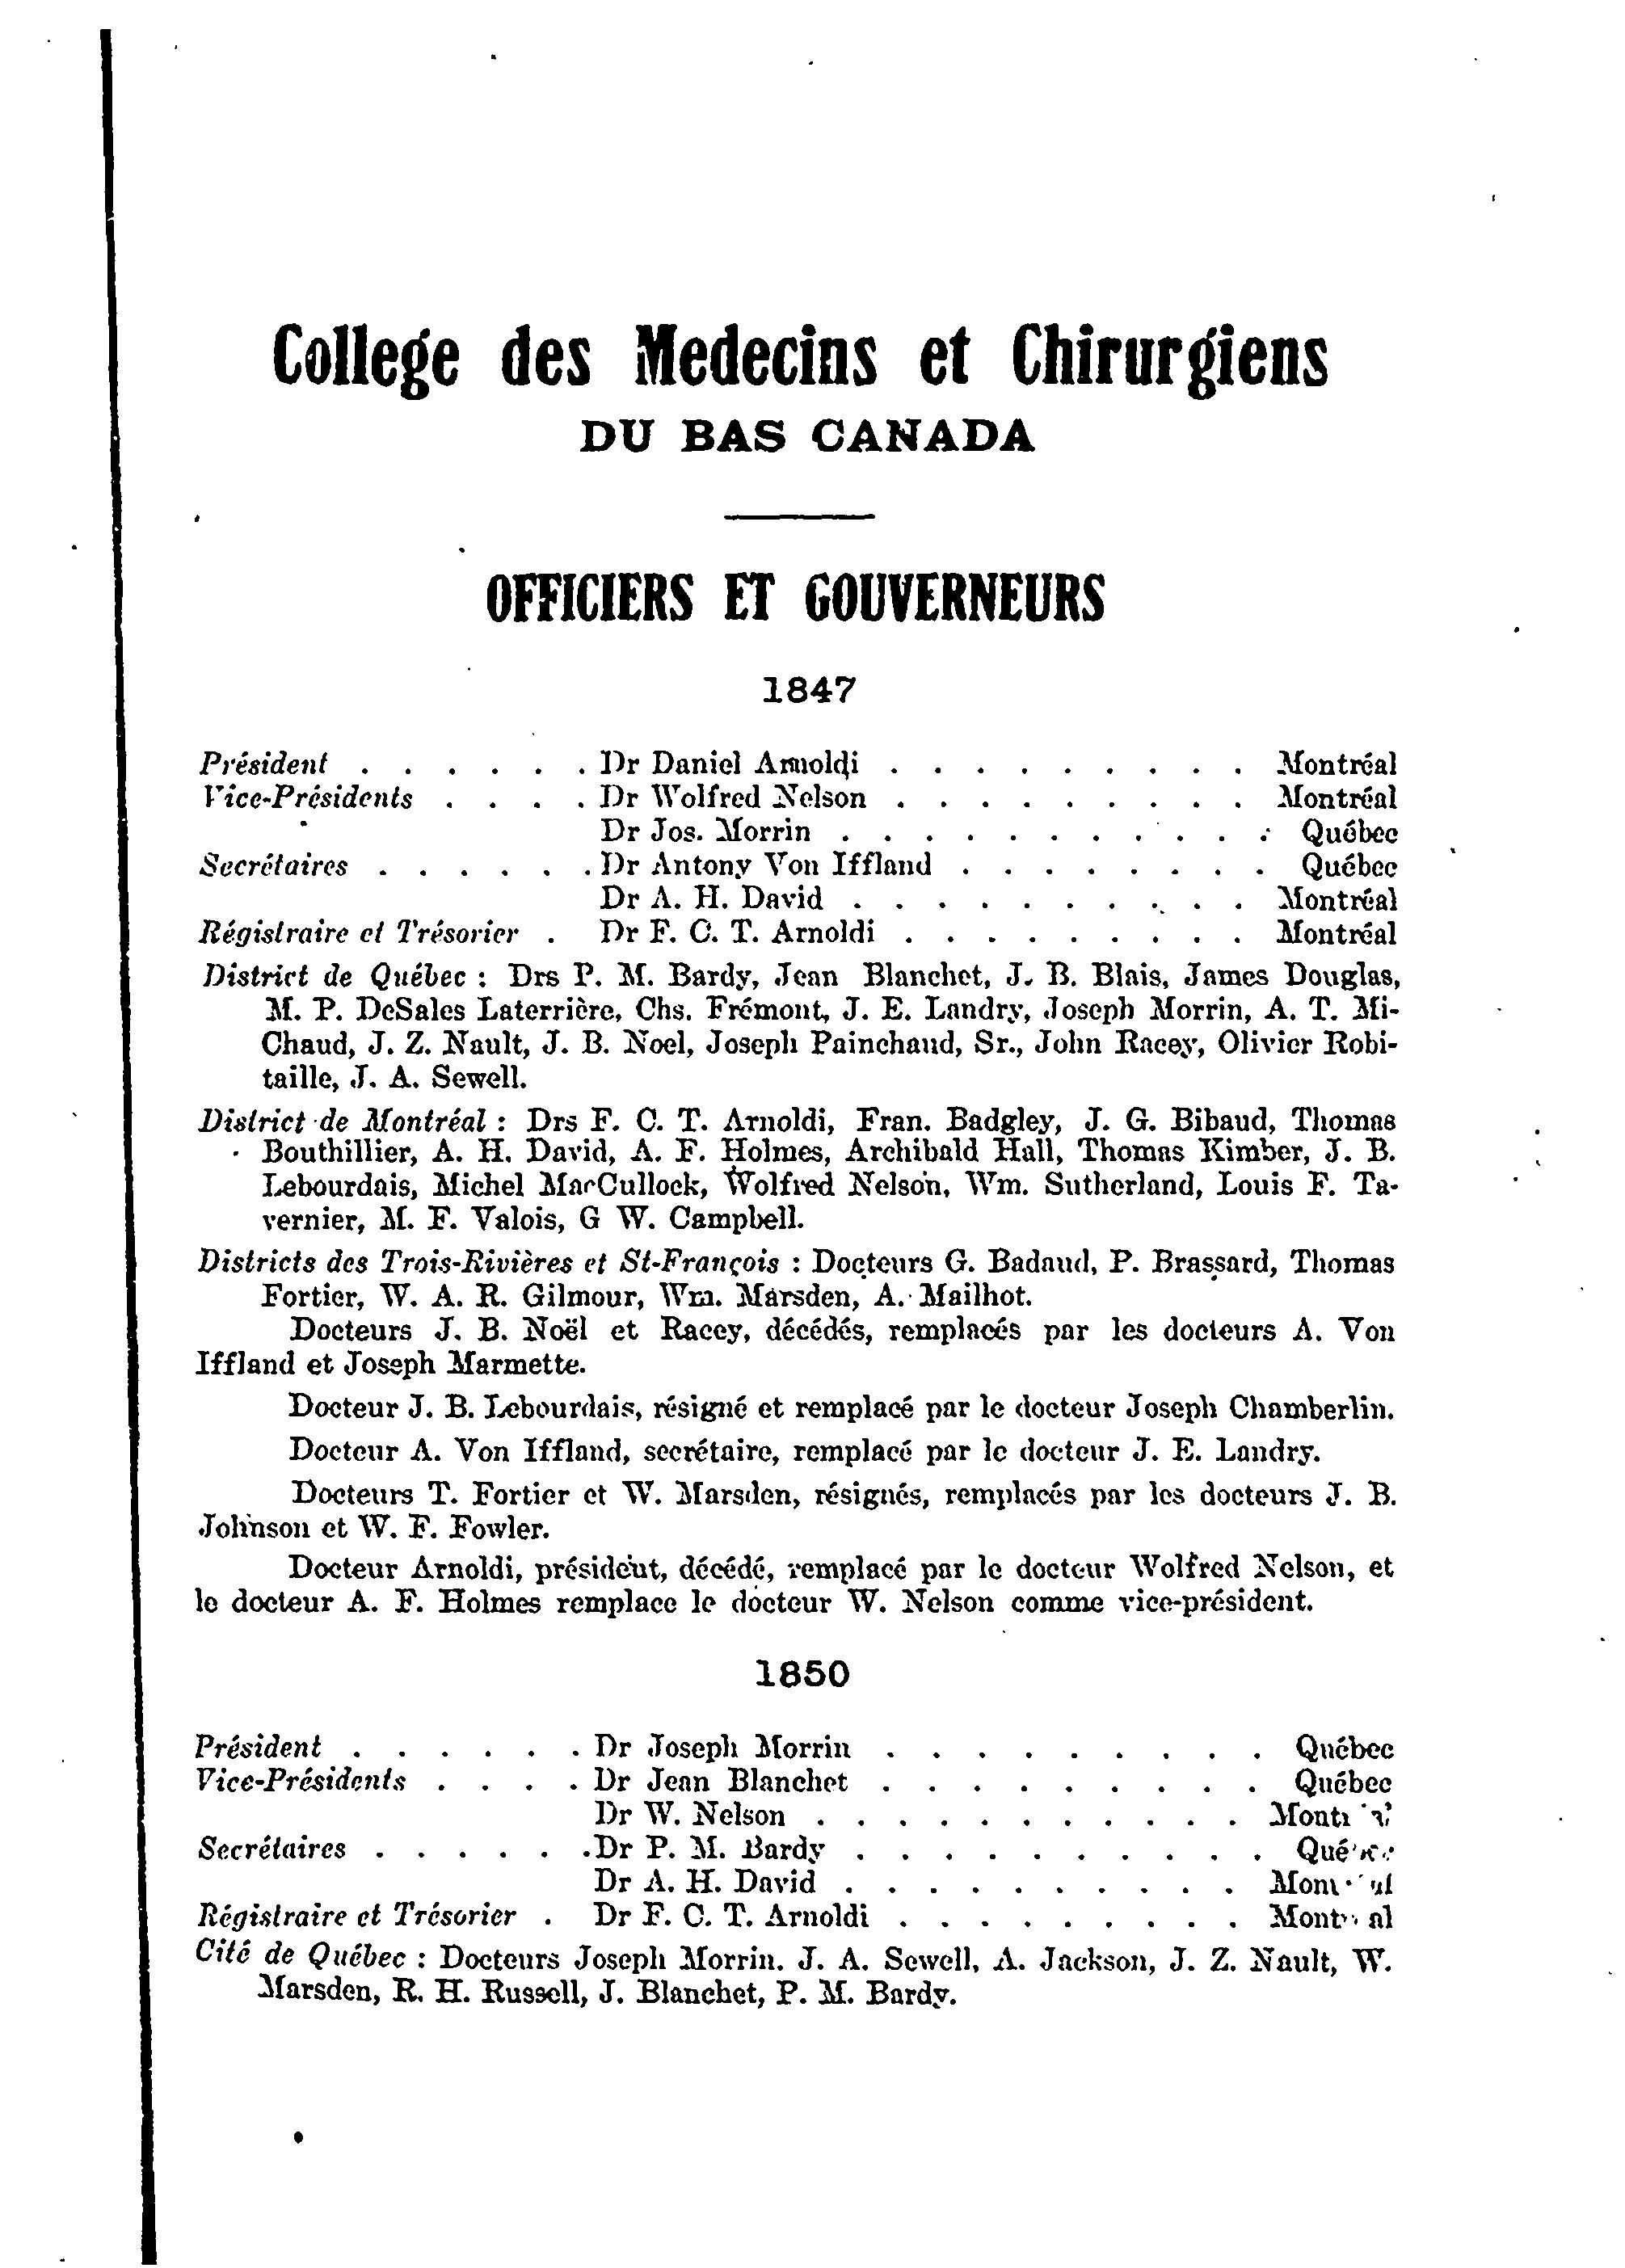 College des Medecins et Chirurgiens
DU BAS CANADA
OFFICIERS ET GOUVERNEURS
1847
Président . . . . . . Dr Daniel Arnoldi . . . . . . . . . Montréal
Vice-Présidents . . . . Dr Wolfred Nelson . . . . . . . . . Montréal
Dr Jos. Morrin . . . . . . . . . . . Québec
Secrétaires . . . . . . Dr Antony Von Iffland . . . . . . . . Québec
Dr A. H. David . . . . . . . . . . Montréal
Régistraire et Trésorier . Dr F. C. T. Arnoldi . . . . . . . . . Montréal
District de Québec : Drs P. M. Bardy, Jean Blanchet, J. B. Blais, James Douglas,
M. P. DeSales Laterrière, Chs. Frémont, J. E. Landry, Joseph Morrin, A. T. Mi-
Chaud, J. Z. Nault, J. B. Noel, Joseph Painchaud, Sr., John Racey, Olivier Robi-
taille, J. A. Sewell.
District de Montréal : Drs F. C. T. Arnoldi, Fran. Badgley, J. G. Bibaud, Thomas
Bouthillier, A. H. David, A. F. Holmes, Archibald Hall, Thomas Kimber, J. B.
Lebourdais, Michel MacCullock, Wolfred Nelson, Wm. Sutherland, Louis F. Ta-
vernier, M. F. Valois, G W. Campbell.
Districts des Trois-Rivières et St-François : Docteurs G. Badaud, P. Brassard, Thomas
Fortier, W. A. R. Gilmour, Wm. Marsden, A. Mailhot.
Docteurs J. B. Noël et Racey, décédés, remplacés par les docteurs A. Von
Iffland et Joseph Marmette.
Docteur J. B. Lebourdais, résigné et remplacé par le docteur Joseph Chamberlin.
Docteur A. Von Iffland, secrétaire, remplacé par le docteur J. E. Landry.
Docteurs T. Fortier et W. Marsden, résignés, remplacés par les docteurs J. B.
Johnson et W. F. Fowler.
Docteur Arnoldi, président, décédé, remplacé par le docteur Wolfred Nelson, et
le docteur A. F. Holmes remplace le docteur W. Nelson comme vice-président.
1850
Président . . . . . . Dr Joseph Morrin . . . . . . . . . Québec
Vice-Présidents . . . . Dr Jean Blanchet . . . . . . . . . Québec
Dr W. Nelson . . . . . . . . . .
Secrétaires . . . . . . Dr P. M. Bardy . . . . . . . . . .
Dr A. H. David . . . . . . . . . .
Régistraire et Trésorier . Dr F. C. T. Arnoldi . . . . . . . . .
Cité de Québec : Docteurs Joseph Morrin. J. A. Sewell, A. Jackson, J. Z. Nault, W.
Marsden, R. H. Russell, J. Blanchet, P. M. Bardy.